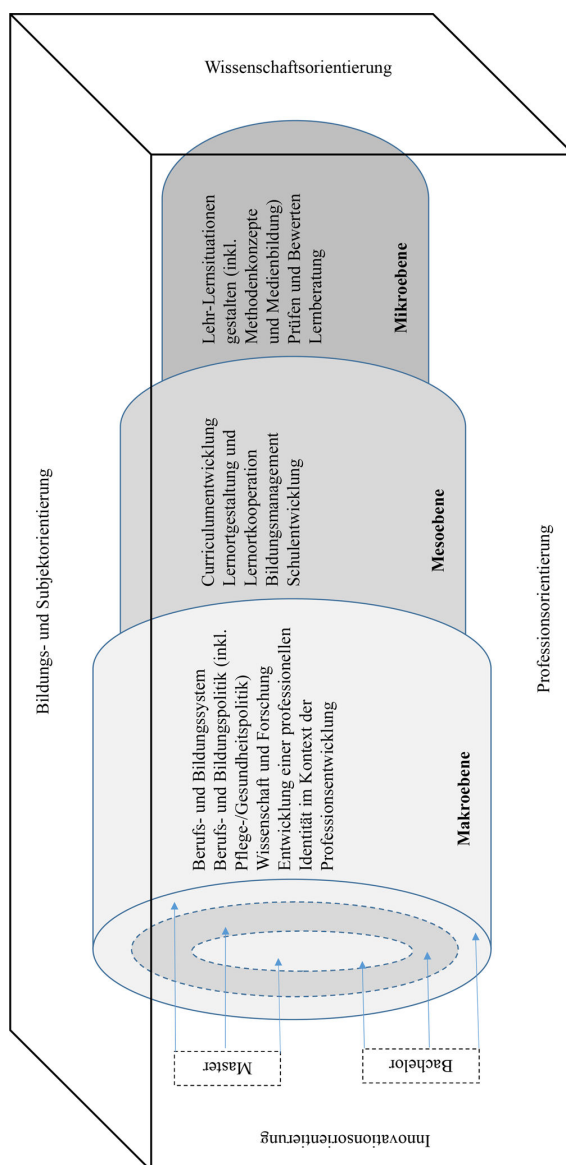 Bildungs- und Subjektorientierung
Wissenschaftsorientierung
Berufs- und Bildungssystem
Berufs- und Bildungspolitik (inkl.
Pflege-/Gesundheitspolitik)
Wissenschaft und Forschung
Entwicklung einer professionellen
Identität im Kontext der
Professionsentwicklung
Makroebene
Curriculumentwicklung
Lernortgestaltung und
Lernortkooperation
Bildungsmanagement
Schulentwicklung
Mesoebene
Lehr-Lernsituationen
gestalten (inkl.
Methodenkonzepte
und Medienbildung)
Prüfen und Bewerten
Lernberatung
Mikroebene
Master
Bachelor
Innovationsorientierung
Professionsorientierung